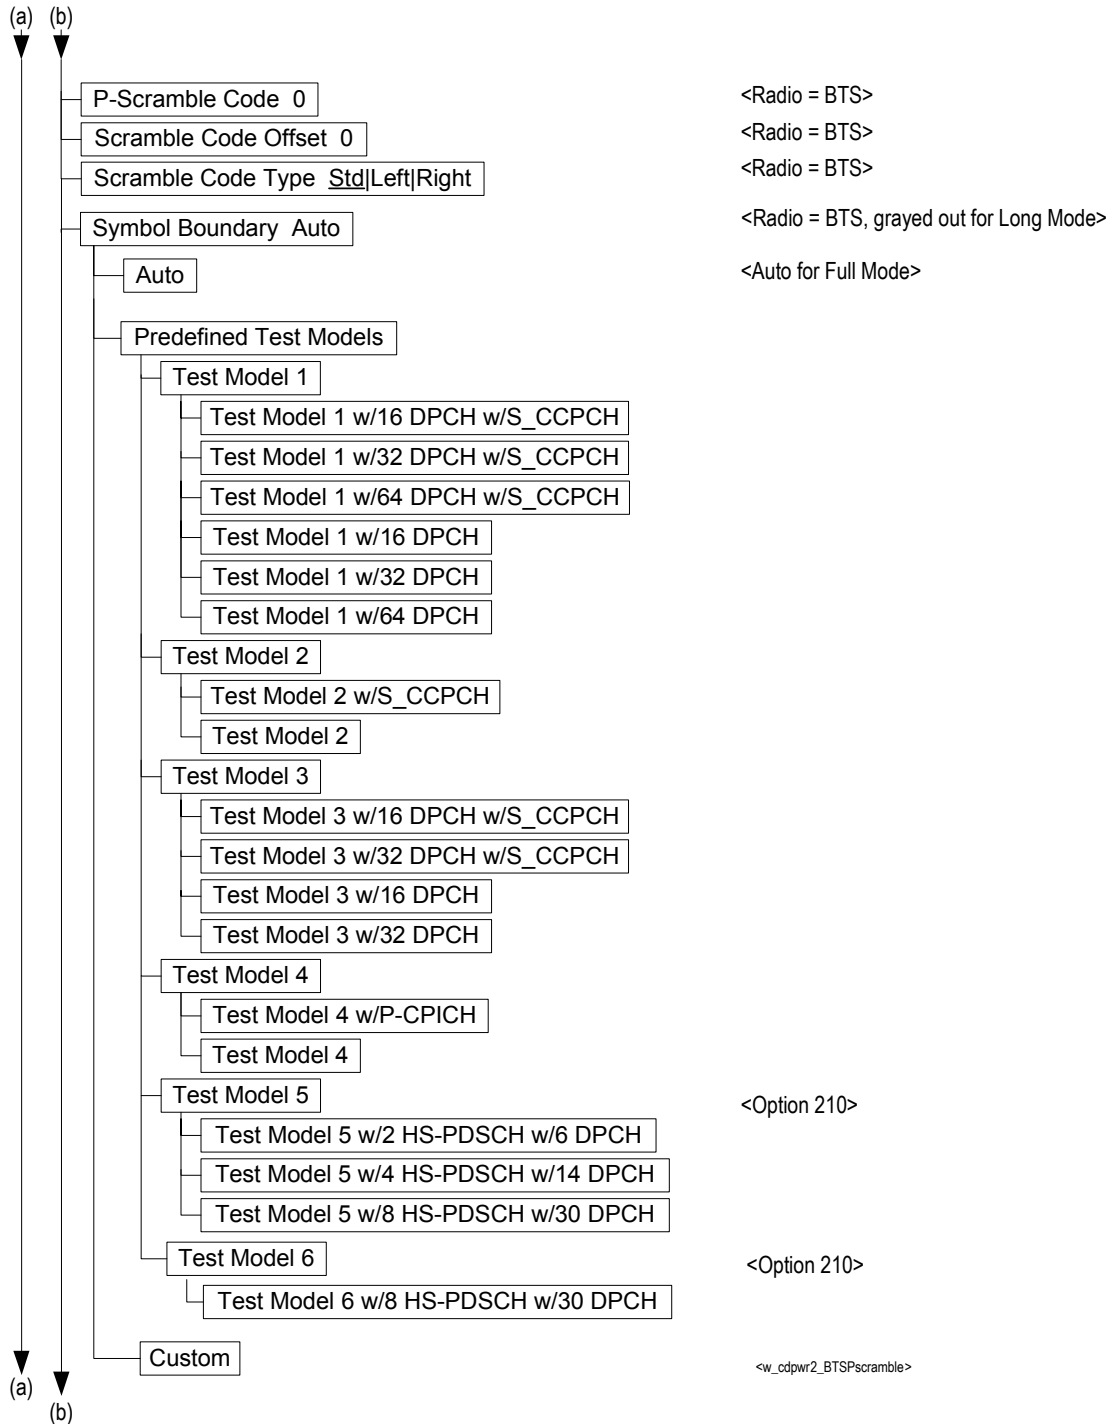 (a) (b)
P-Scramble Code 0 <Radio = BTS>
Scramble Code Offset 0 <Radio = BTS>
Scramble Code Type Std|Left|Right <Radio = BTS>
Symbol Boundary Auto <Radio = BTS, grayed out for Long Mode>
Auto <Auto for Full Mode>
Predefined Test Models
Test Model 1
Test Model 1 w/16 DPCH w/S_CCPCH
Test Model 1 w/32 DPCH w/S_CCPCH
Test Model 1 w/64 DPCH w/S_CCPCH
Test Model 1 w/16 DPCH
Test Model 1 w/32 DPCH
Test Model 1 w/64 DPCH
Test Model 2
Test Model 2 w/S_CCPCH
Test Model 2
Test Model 3
Test Model 3 w/16 DPCH w/S_CCPCH
Test Model 3 w/32 DPCH w/S_CCPCH
Test Model 3 w/16 DPCH
Test Model 3 w/32 DPCH
Test Model 4
Test Model 4 w/P-CPICH
Test Model 4
Test Model 5 <Option 210>
Test Model 5 w/2 HS-PDSCH w/6 DPCH
Test Model 5 w/4 HS-PDSCH w/14 DPCH
Test Model 5 w/8 HS-PDSCH w/30 DPCH
Test Model 6 <Option 210>
Test Model 6 w/8 HS-PDSCH w/30 DPCH
Custom <w_cdpwr2_BTSPscramble>
(a)
(b)